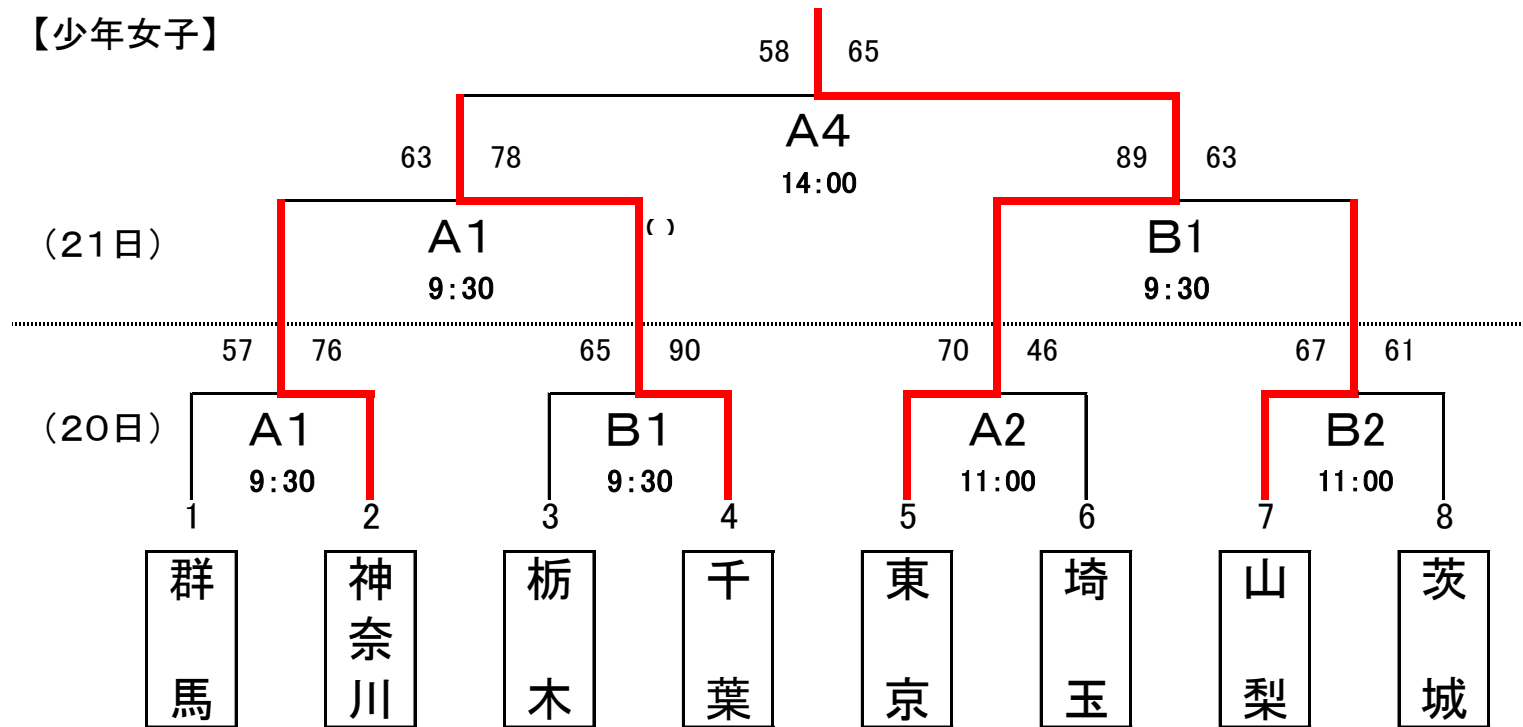 【少年女子】
58 65
A4
14:00
63 78
89 63
（21日）
A1
9:30
( )
B1
9:30
57 76
65 90
70 46
67 61
（20日）
A1
9:30
B1
9:30
A2
11:00
B2
11:00
1 2 3 4 5 6 7 8
群馬
神奈川
栃木
千葉
東京
埼玉
山梨
茨城